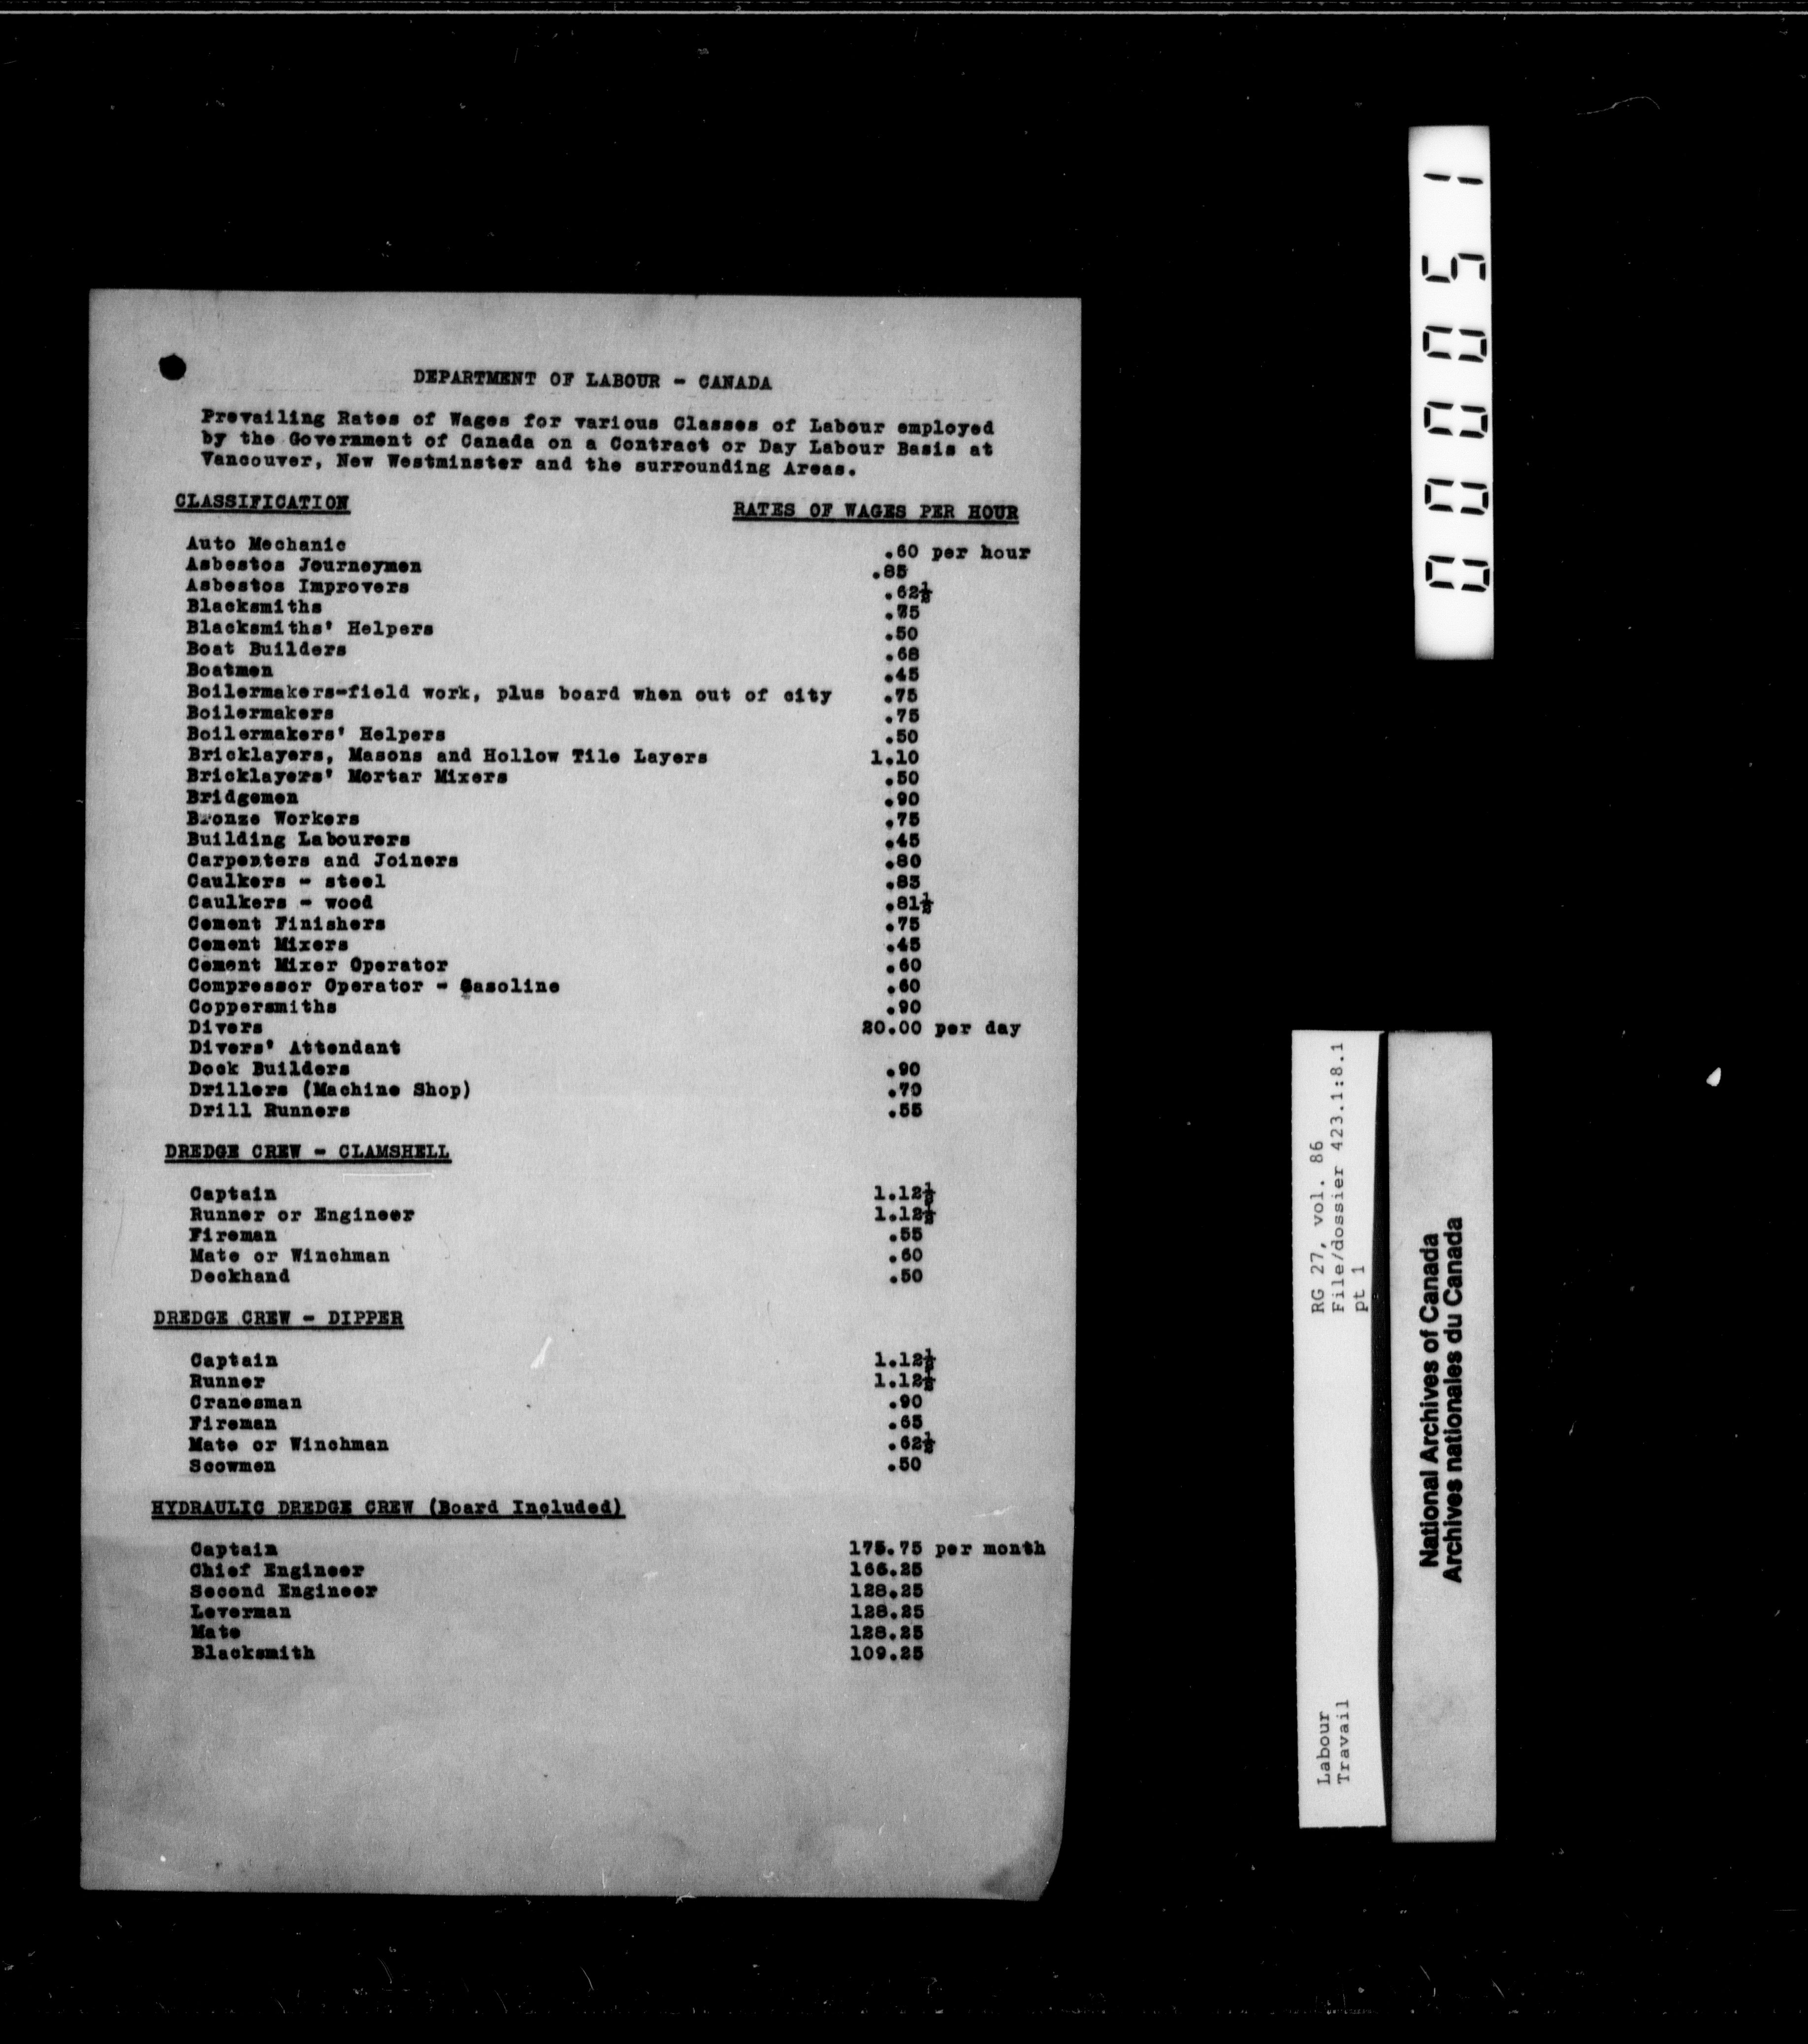 DEPARTMENT OF LABOUR - CANADA
Prevailing Rates of Wages for various Classes of Labour employed
by the Government of Canada on a Contract or Day Labour Basis at
Vancouver, New Westminster and the surrounding Areas.
CLASSIFICATION RATES OF WAGES PER HOUR
Auto Mechanic .60 per hour
Asbestos Journeymen .85
Asbestos Improvers .62½
Blacksmiths .75
Blacksmiths' Helpers .50
Boat Builders .68
Boatmen .45
Boilermakers-field work, plus board when out of city .75
Boilermakers .75
Boilermakers' Helpers .50
Bricklayers, Masons and Hollow Tile Layers 1.10
Bricklayers' Mortar Mixers .50
Bridgemen .90
Bronze Workers .75
Building Labourers .45
Carpenters and Joiners .80
Caulkers - steel .85
Caulkers - wood .81½
Cement Finishers .75
Cement Mixers .45
Cement Mixer Operator .60
Compressor Operator - Gasoline .60
Coppersmiths .90
Divers 20.00 per day
Divers' Attendant
Dock Builders .90
Drillers (Machine Shop) .70
Drill Runners .55
DREDGE CREW - CLAMSHELL
Captain 1.12½
Runner or Engineer 1.12½
Fireman .55
Mate or Winchman .60
Deckhand .50
DREDGE CREW - DIPPER
Captain 1.12½
Runner 1.12½
Cranesman .90
Fireman .65
Mate or Winchman .62½
Scowmen .50
HYDRAULIC DREDGE CREW (Board Included)
Captain 175.75 per month
Chief Engineer 166.25
Second Engineer 128.25
Leverman 128.25
Mate 128.25
Blacksmith 109.25
000051
Labour
Travail
RG 27, vol. 86
File/dossier 423.1:8.1
pt 1
National Archives of Canada
Archives nationales du Canada